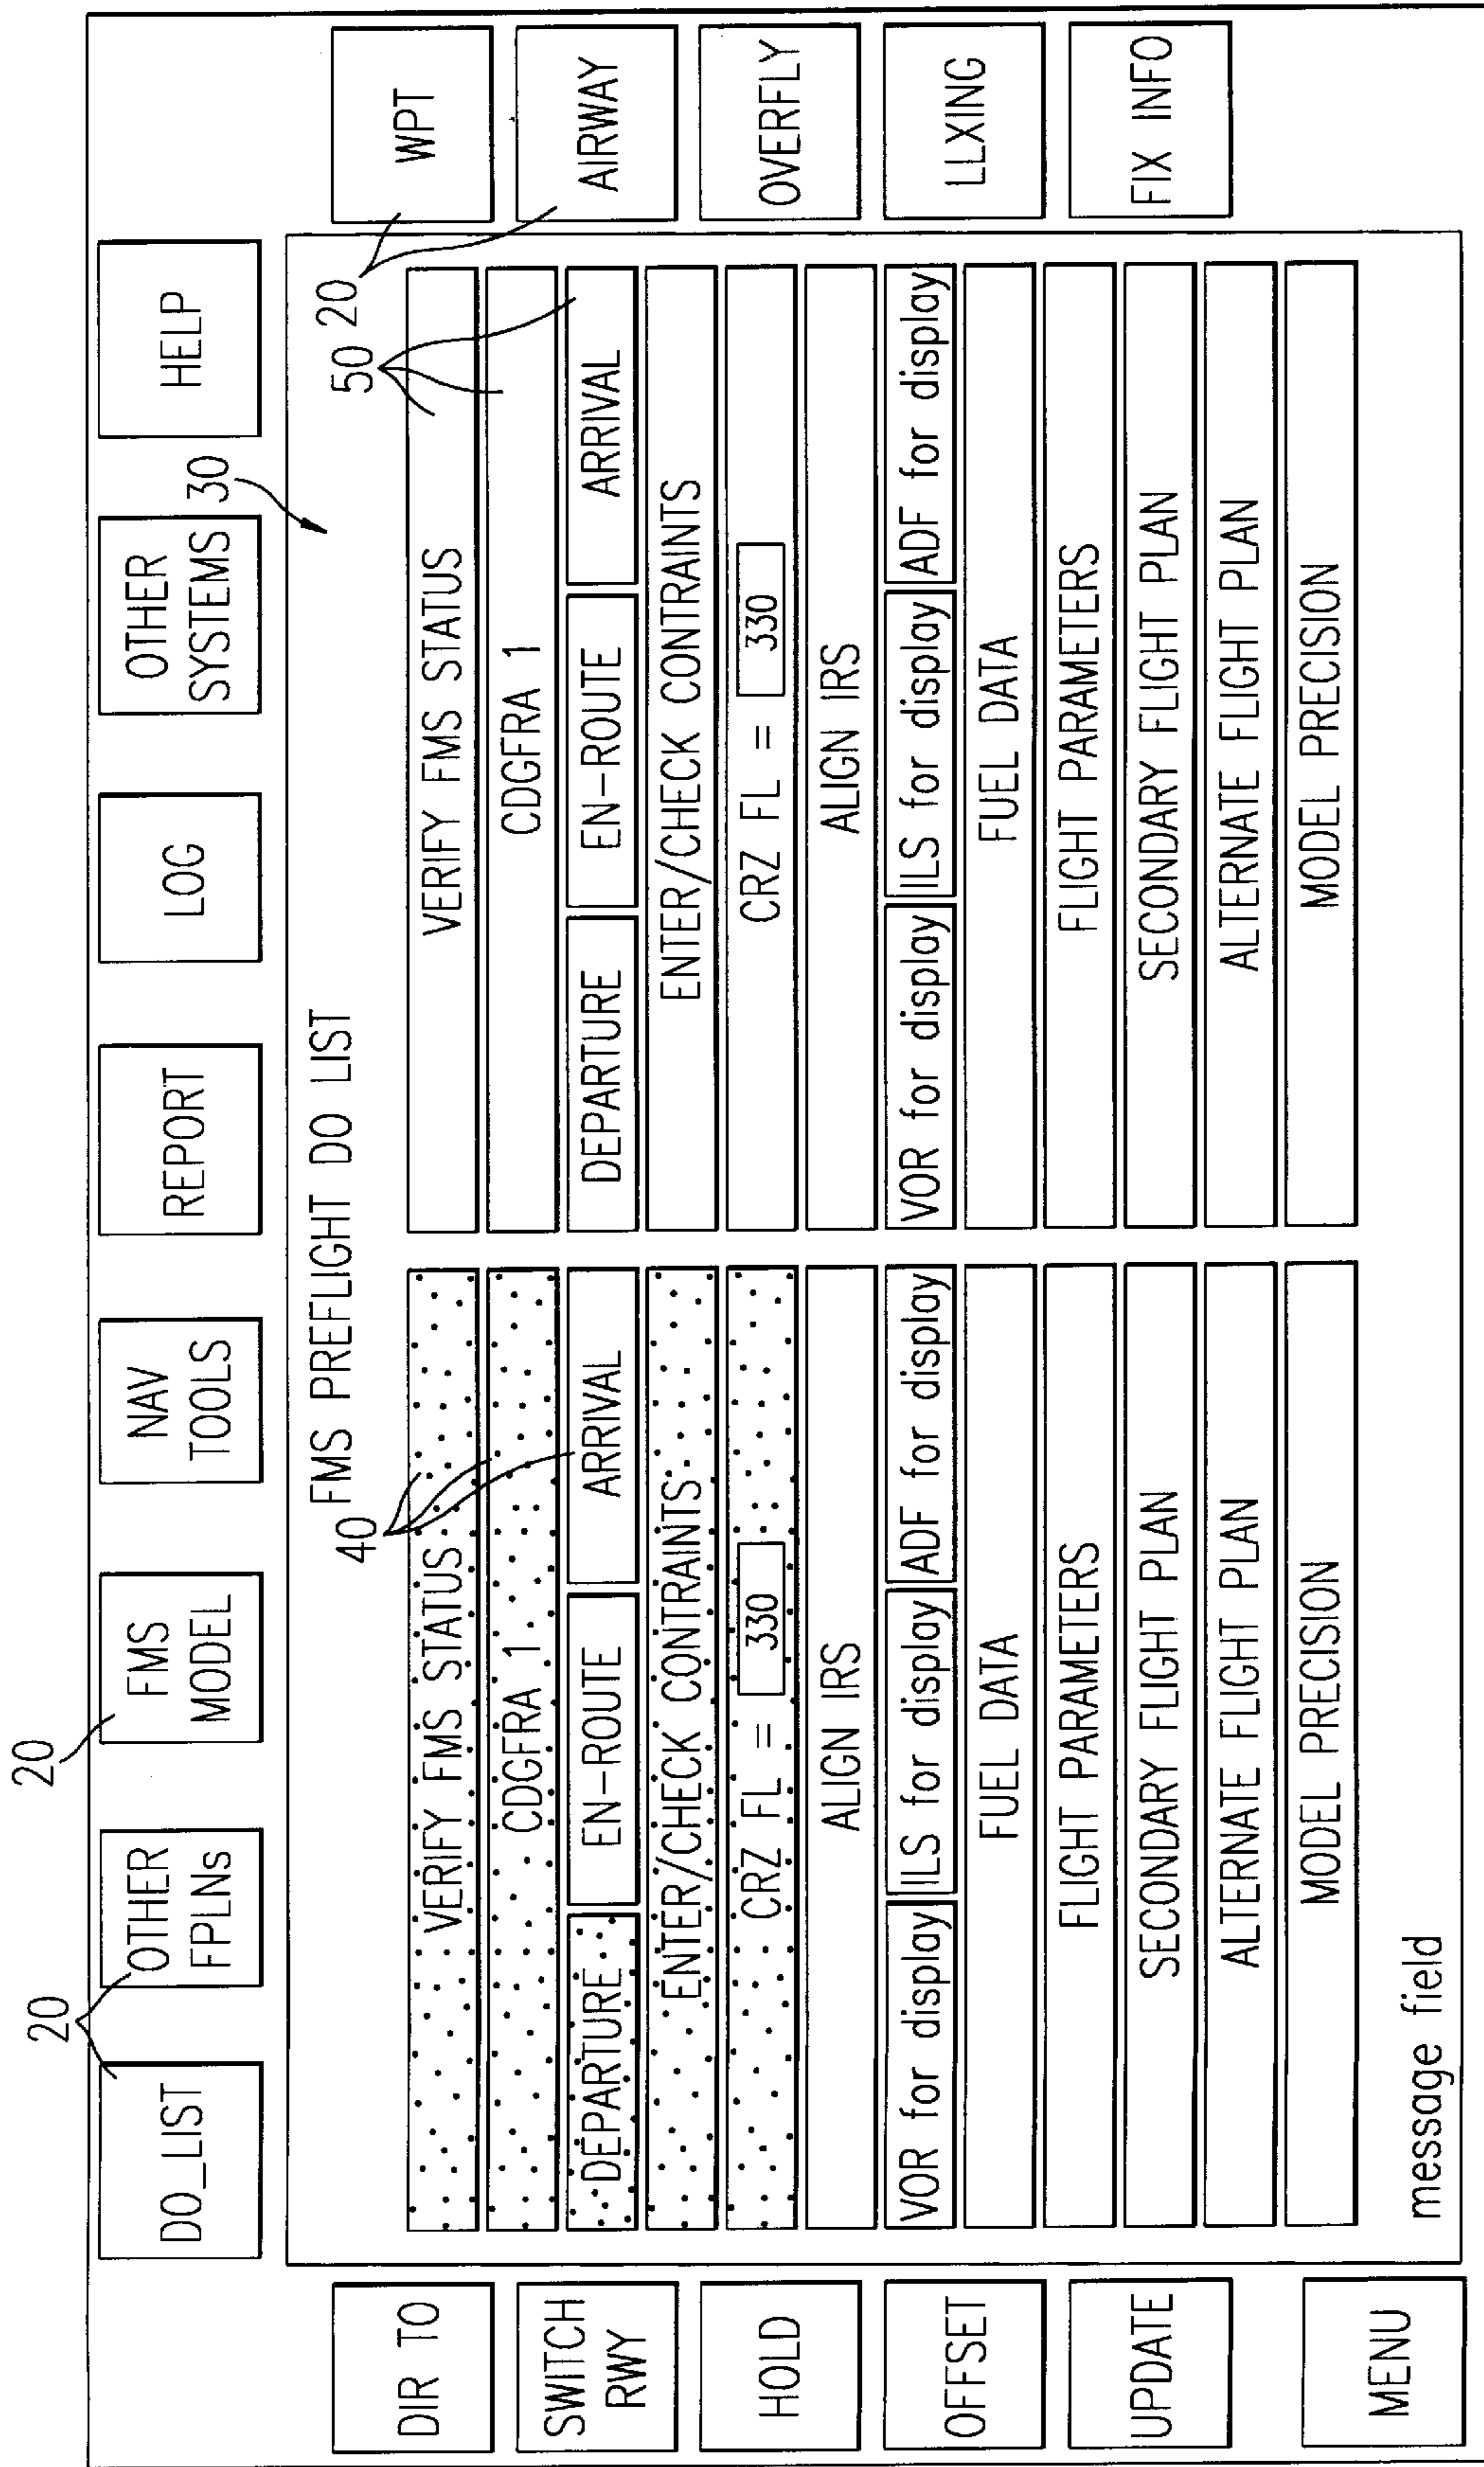 20
20
DO_LIST
OTHER
FPLNs
FMS
MODEL
NAV
TOOLS
REPORT
LOG
OTHER
SYSTEMS
HELP
30
DIR TO
SWITCH
RWY
HOLD
OFFSET
UPDATE
MENU
FMS PREFLIGHT DO LIST
40
VERIFY FMS STATUS
CDGFRA 1
DEPARTURE
EN-ROUTE
ARRIVAL
ENTER/CHECK CONTRAINTS
CRZ FL = 330
ALIGN IRS
VOR for display
ILS for display
ADF for display
FUEL DATA
FLIGHT PARAMETERS
SECONDARY FLIGHT PLAN
ALTERNATE FLIGHT PLAN
MODEL PRECISION
50
20
VERIFY FMS STATUS
CDGFRA 1
DEPARTURE
EN-ROUTE
ARRIVAL
ENTER/CHECK CONTRAINTS
CRZ FL = 330
ALIGN IRS
VOR for display
ILS for display
ADF for display
FUEL DATA
FLIGHT PARAMETERS
SECONDARY FLIGHT PLAN
ALTERNATE FLIGHT PLAN
MODEL PRECISION
message field
WPT
AIRWAY
OVERFLY
LLXING
FIX INFO